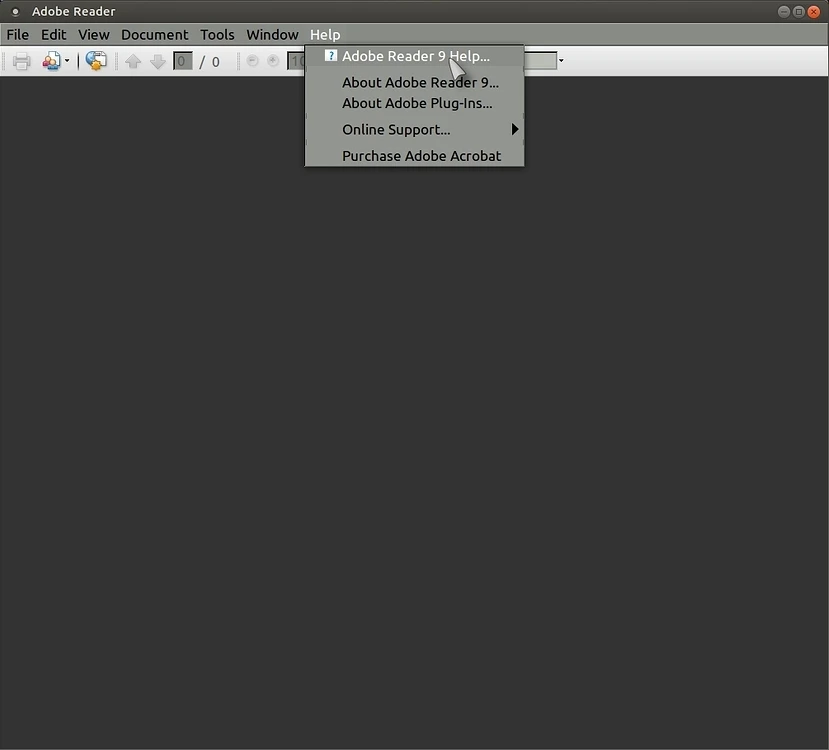 Adobe Reader
File Edit View Document Tools Window Help
0 / 0 10
? Adobe Reader 9 Help...
About Adobe Reader 9...
About Adobe Plug-Ins...
Online Support...
Purchase Adobe Acrobat